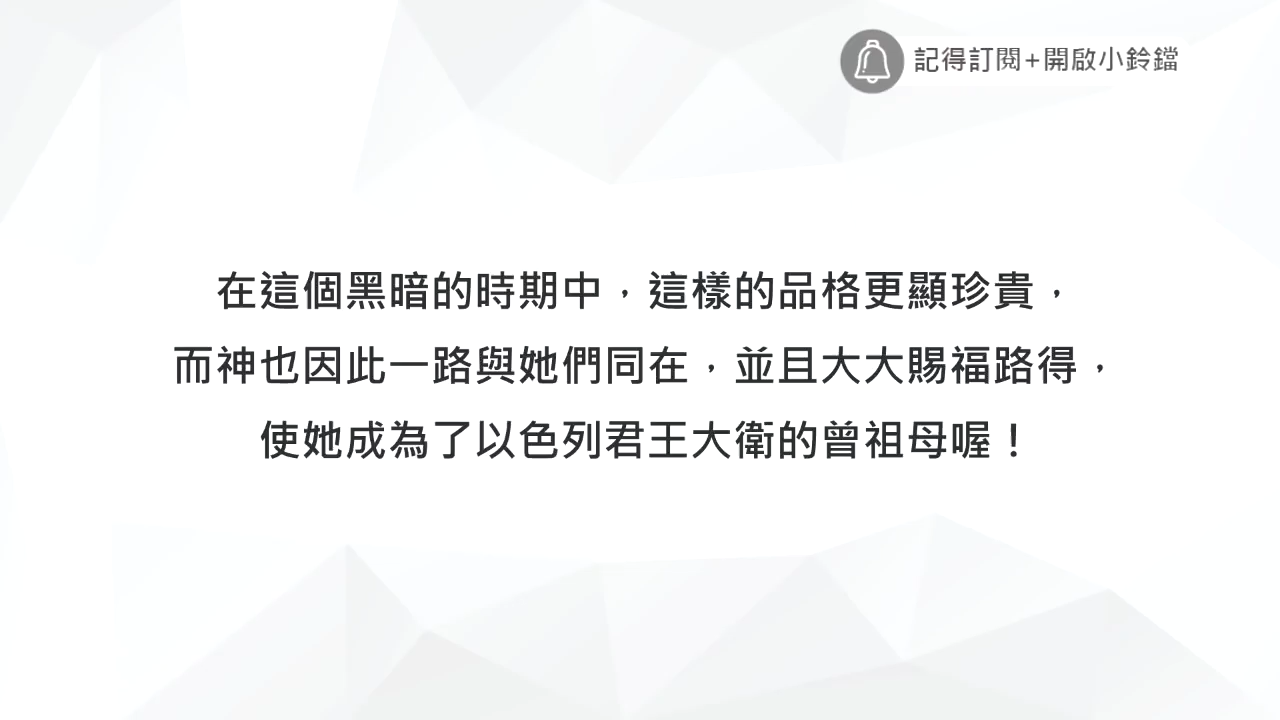 記得訂閱+開啟小鈴鐺
在這個黑暗的時期中，這樣的品格更顯珍貴，
而神也因此一路與她們同在，並且大大賜福路得，
使她成為了以色列君王大衛的曾祖母喔！